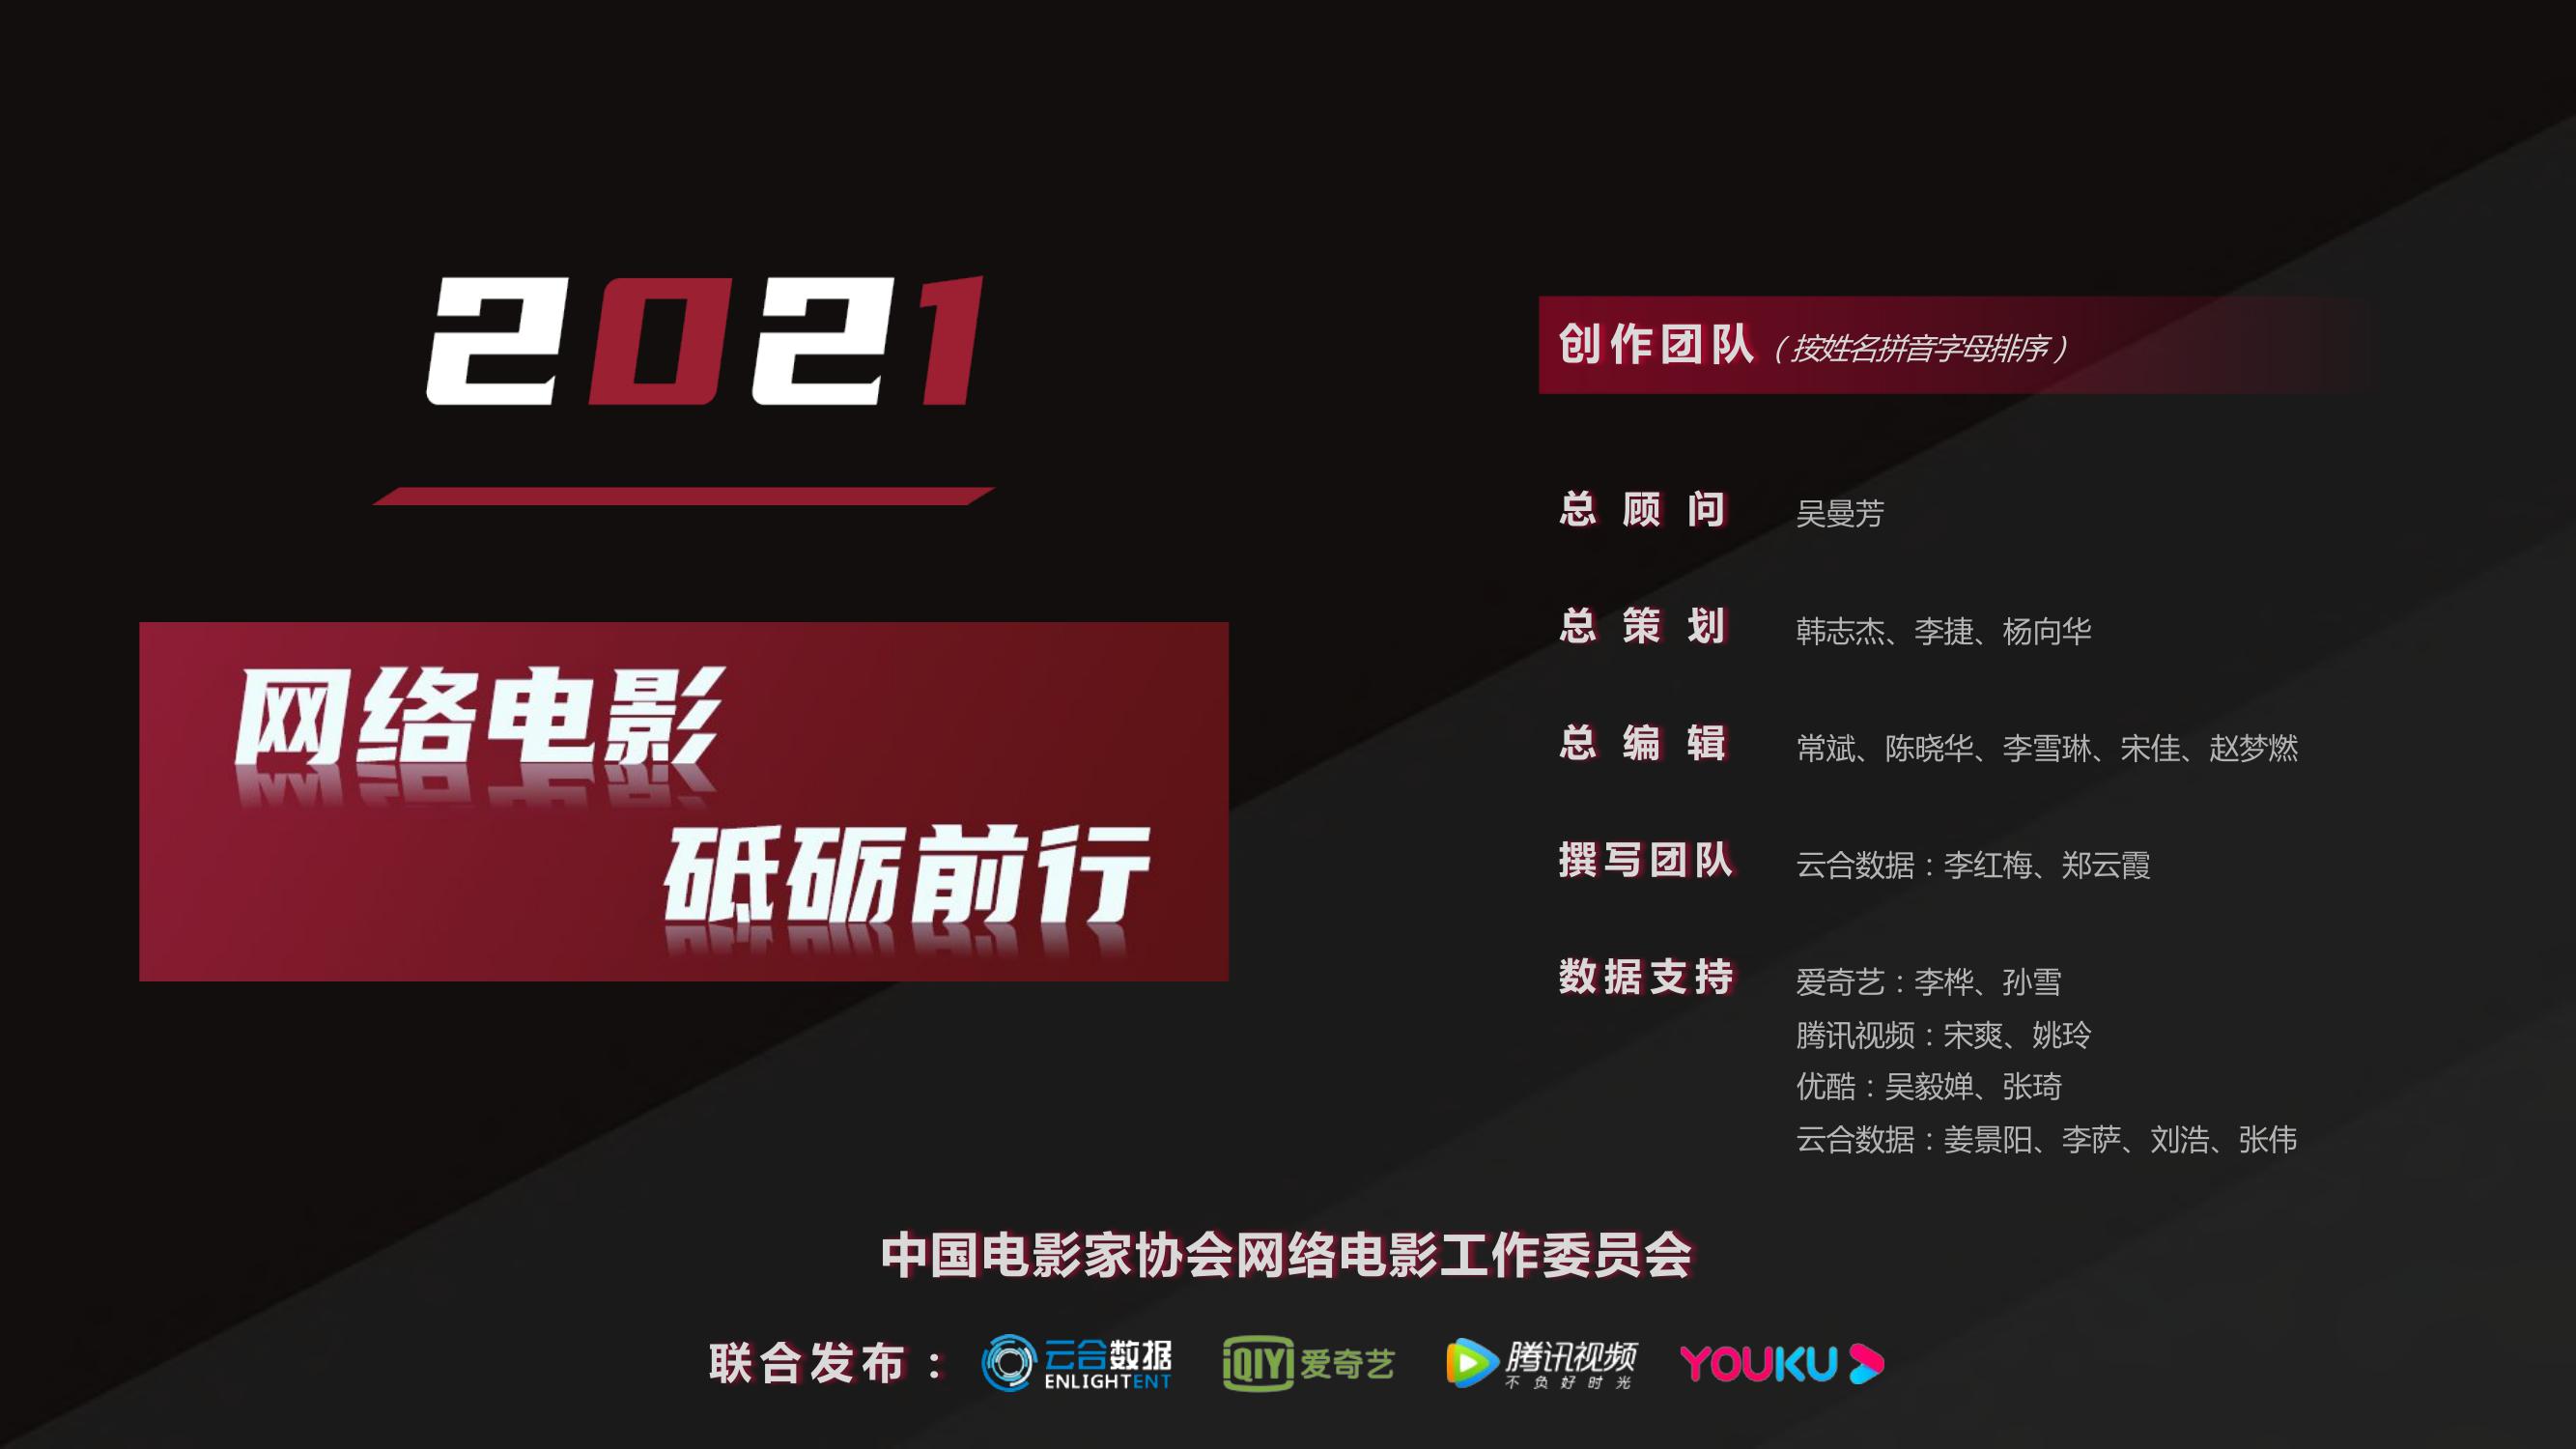 2021
网络电影
砥砺前行
创作团队（按姓名拼音字母排序）
总顾问 吴曼芳
总策划 韩志杰、李捷、杨向华
总编辑 常斌、陈晓华、李雪琳、宋佳、赵梦燃
撰写团队 云合数据：李红梅、郑云霞
数据支持 爱奇艺：李桦、孙雪
腾讯视频：宋爽、姚玲
优酷：吴毅婵、张琦
云合数据：姜景阳、李萨、刘浩、张伟
中国电影家协会网络电影工作委员会
联合发布： 云合数据 ENLIGHTENT iQIYI 爱奇艺 腾讯视频 不负好时光 YOUKU